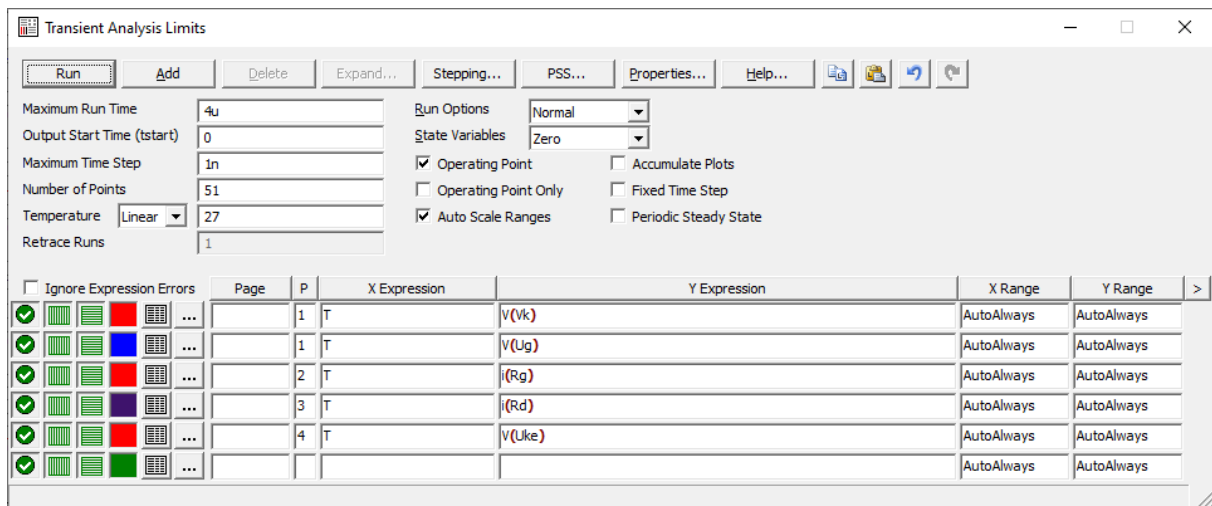 Transient Analysis Limits
Run Add Delete Expand... Stepping... PSS... Properties... Help...
Maximum Run Time 4u Run Options Normal
Output Start Time (tstart) 0 State Variables Zero
Maximum Time Step 1n Operating Point Accumulate Plots
Number of Points 51 Operating Point Only Fixed Time Step
Temperature Linear 27 Auto Scale Ranges Periodic Steady State
Retrace Runs 1
Ignore Expression Errors Page P X Expression Y Expression X Range Y Range >
... 1 T V(Vk) AutoAlways AutoAlways
... 1 T V(Ug) AutoAlways AutoAlways
... 2 T i(Rg) AutoAlways AutoAlways
... 3 T i(Rd) AutoAlways AutoAlways
... 4 T V(Uke) AutoAlways AutoAlways
... AutoAlways AutoAlways